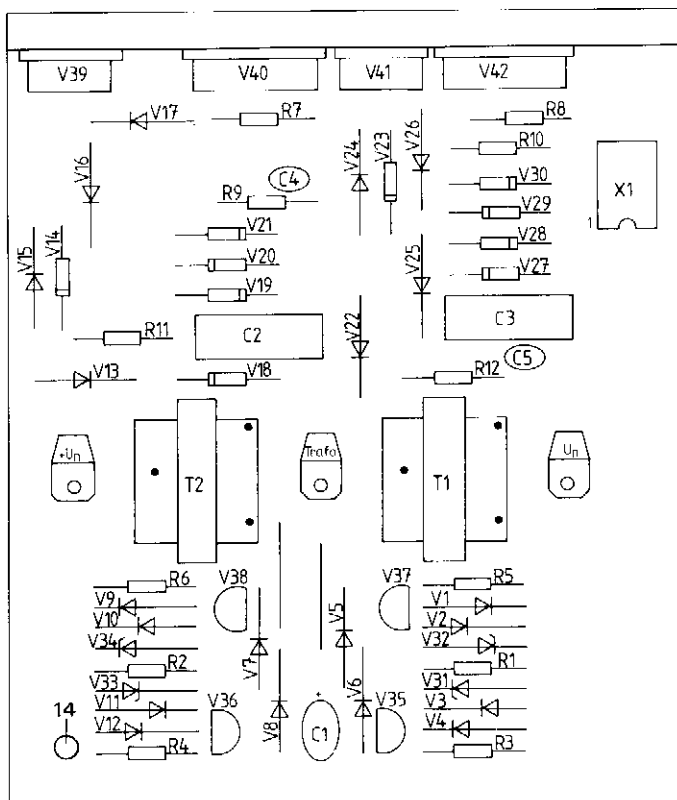 V39 V40 V41 V42
V17 R7 R8
V16 V24 V23 V26 R10
C4 V30 X1
R9 V29 1
V21 V28
V15 V14 V20 V25 V27
V19
R11 C2 V22 C3
C5
V13 V18 R12
+Un Trafo Un
T2 T1
R6 V38 V37 R5
V9 V5 V1
V10 V2
V34 V7 V32
R2 R1
V33 V36 V6 V35 V31
14 V11 V8 + V3
V12 C1 V4
R4 R3